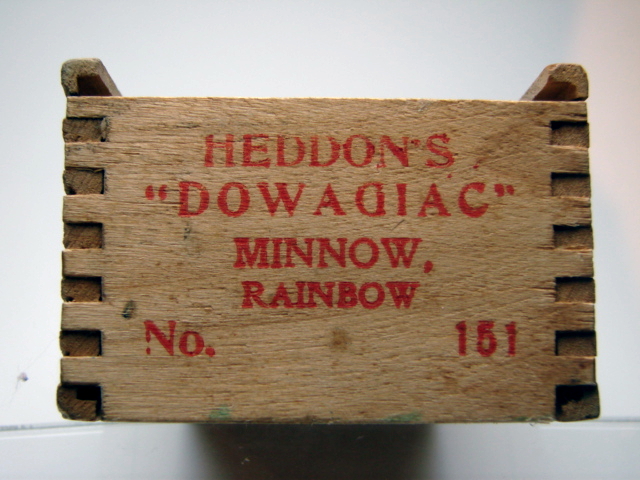 HEDDON'S
"DOWAGIAC"
MINNOW,
RAINBOW
No. 151